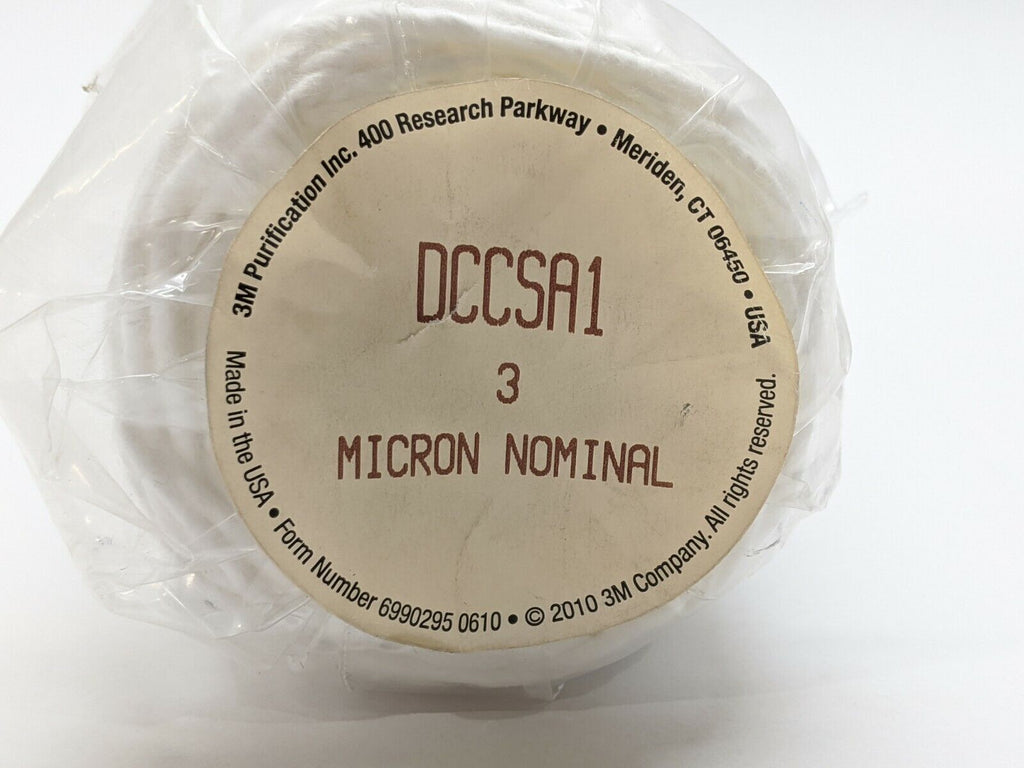 3M Purification Inc. 400 Research Parkway • Meriden, CT 06450 • USA
DCCSA1
3
MICRON NOMINAL
Made in the USA • Form Number 6990295 0610 • © 2010 3M Company. All rights reserved.